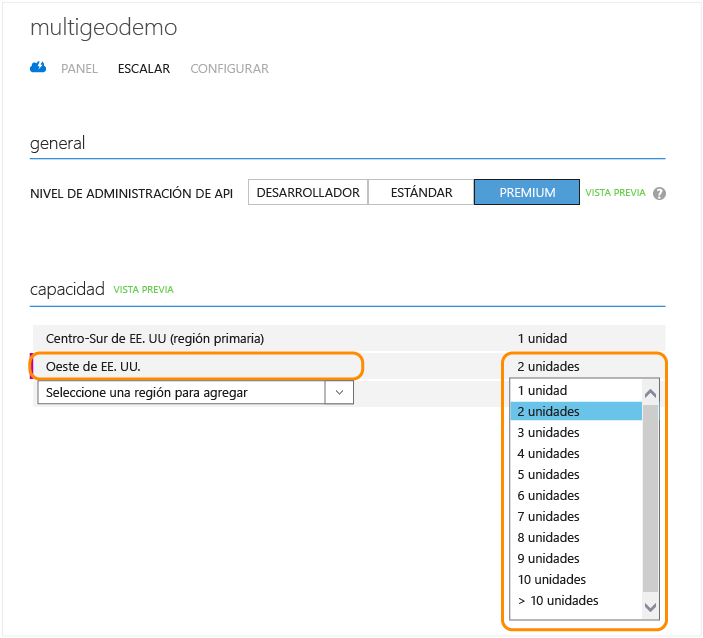 multigeodemo
PANEL ESCALAR CONFIGURAR
general
NIVEL DE ADMINISTRACIÓN DE API DESARROLLADOR ESTÁNDAR PREMIUM VISTA PREVIA ?
capacidad VISTA PREVIA
Centro-Sur de EE. UU (región primaria) 1 unidad
Oeste de EE. UU. 2 unidades
Seleccione una región para agregar
1 unidad
2 unidades
3 unidades
4 unidades
5 unidades
6 unidades
7 unidades
8 unidades
9 unidades
10 unidades
> 10 unidades